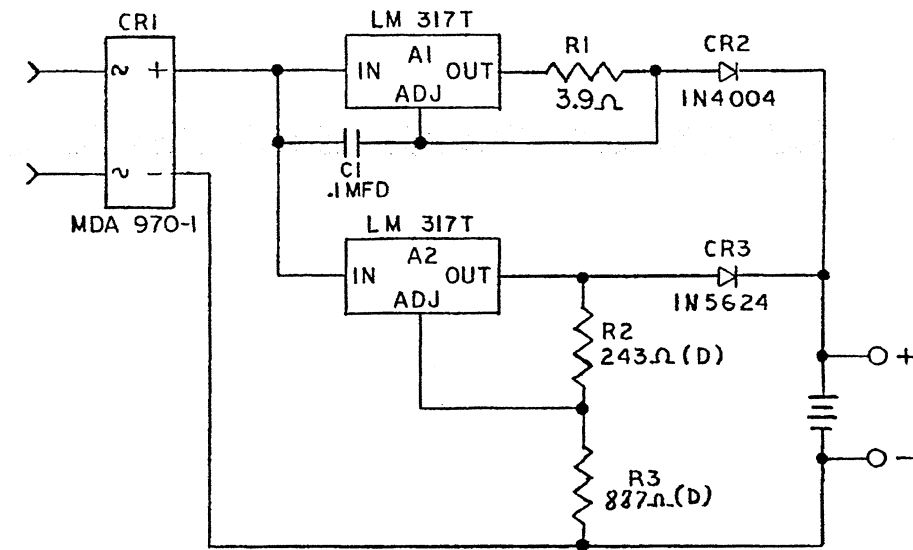 CR1
~ +
~ -
MDA 970-1
LM 317T
A1
IN OUT
ADJ
R1
3.9Ω
CR2
1N4004
C1
.1MFD
LM 317T
A2
IN OUT
ADJ
CR3
1N5624
R2
243Ω (D)
R3
887Ω (D)
+
-